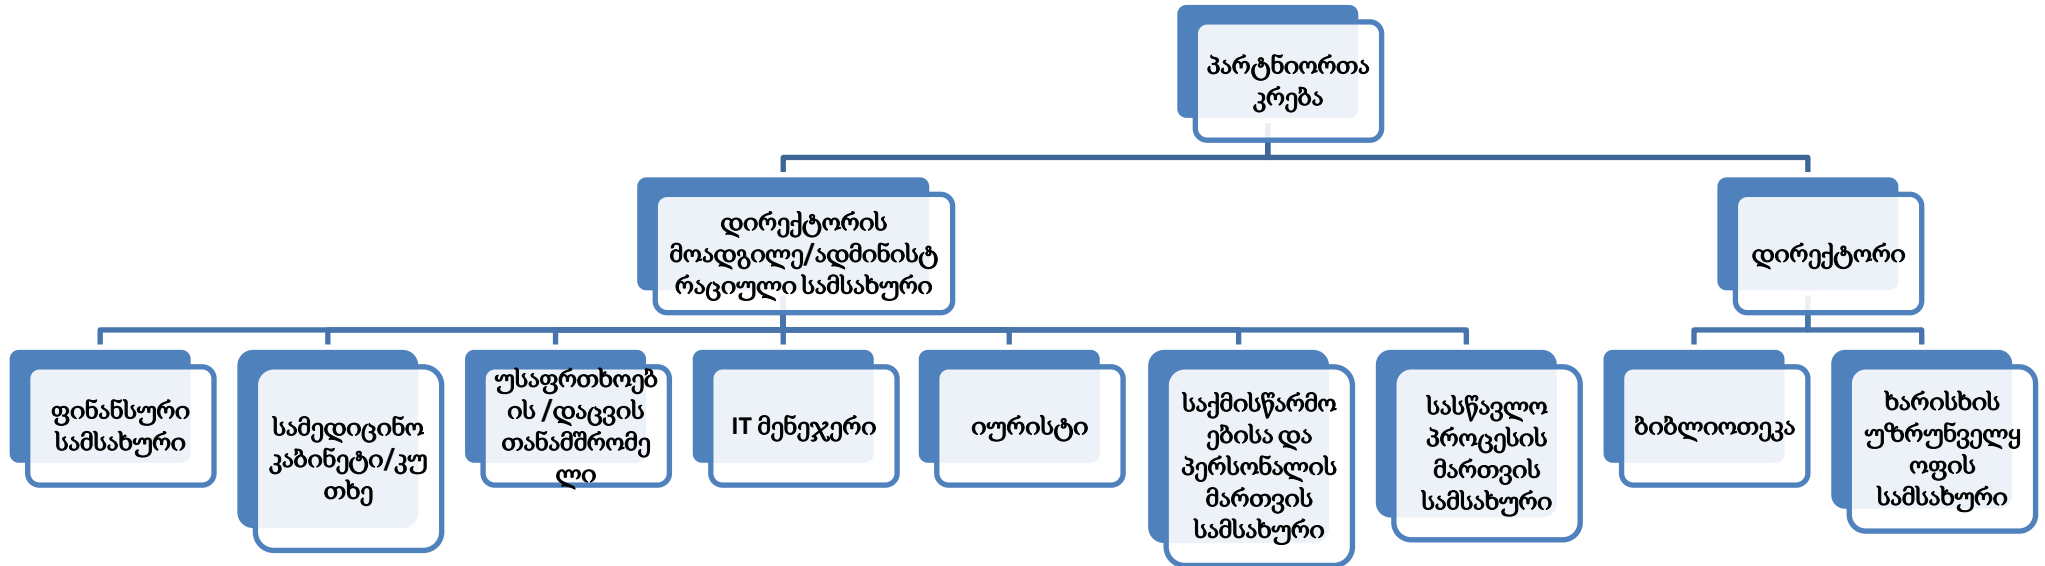 პარტნიორთა
კრება
დირექტორის
მოადგილე/ადმინისტ
რაციული სამსახური
დირექტორი
ფინანსური
სამსახური
სამედიცინო
კაბინეტი/კუ
თხე
უსაფრთხოებ
ის /დაცვის
თანამშრომე
ლი
IT მენეჯერი
იურისტი
საქმისწარმო
ებისა და
პერსონალის
მართვის
სამსახური
სასწავლო
პროცესის
მართვის
სამსახური
ბიბლიოთეკა
ხარისხის
უზრუნველყ
ოფის
სამსახური